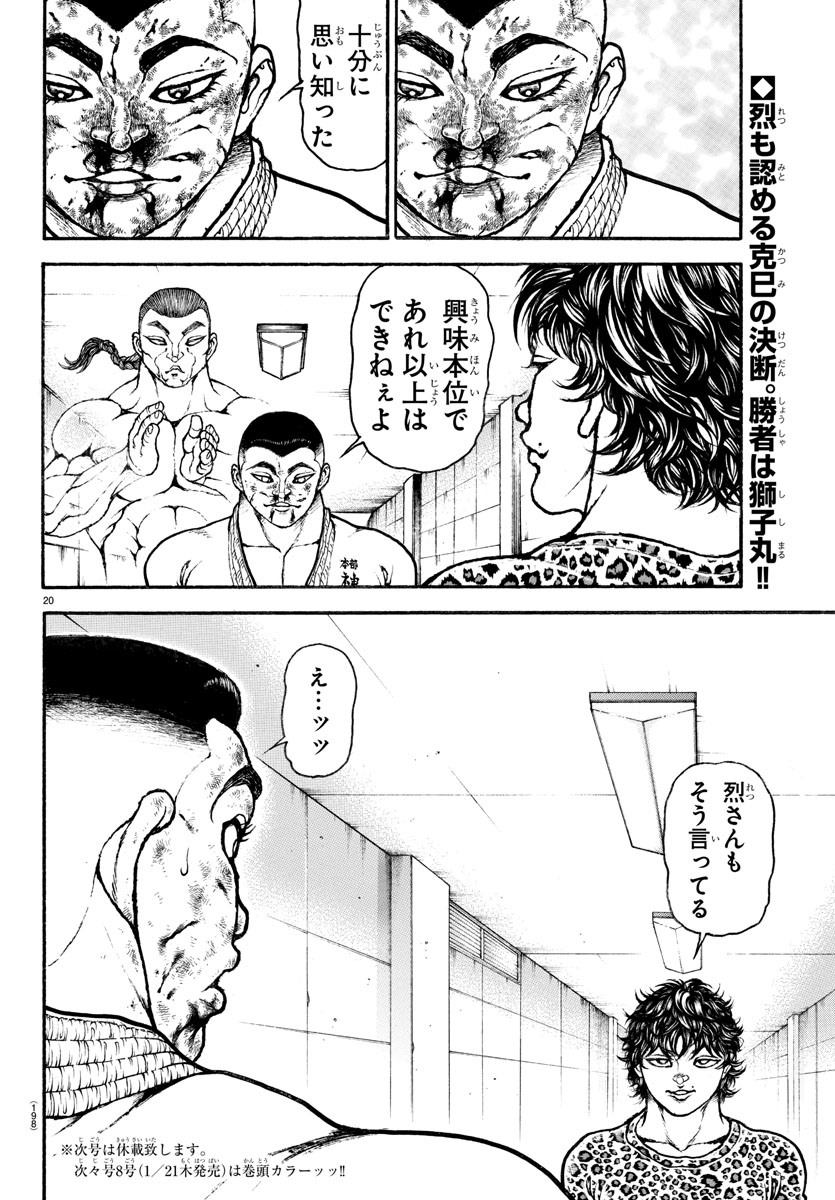 十分に
思い知った
◆烈も認める克巳の決断。勝者は獅子丸!!
興味本位で
あれ以上は
できねぇよ
本部
神
20
え…ッッ
烈さんも
そう言ってる
(198)
※次号は休載致します。
次々号8号(1/21木発売)は巻頭カラーッッ!!